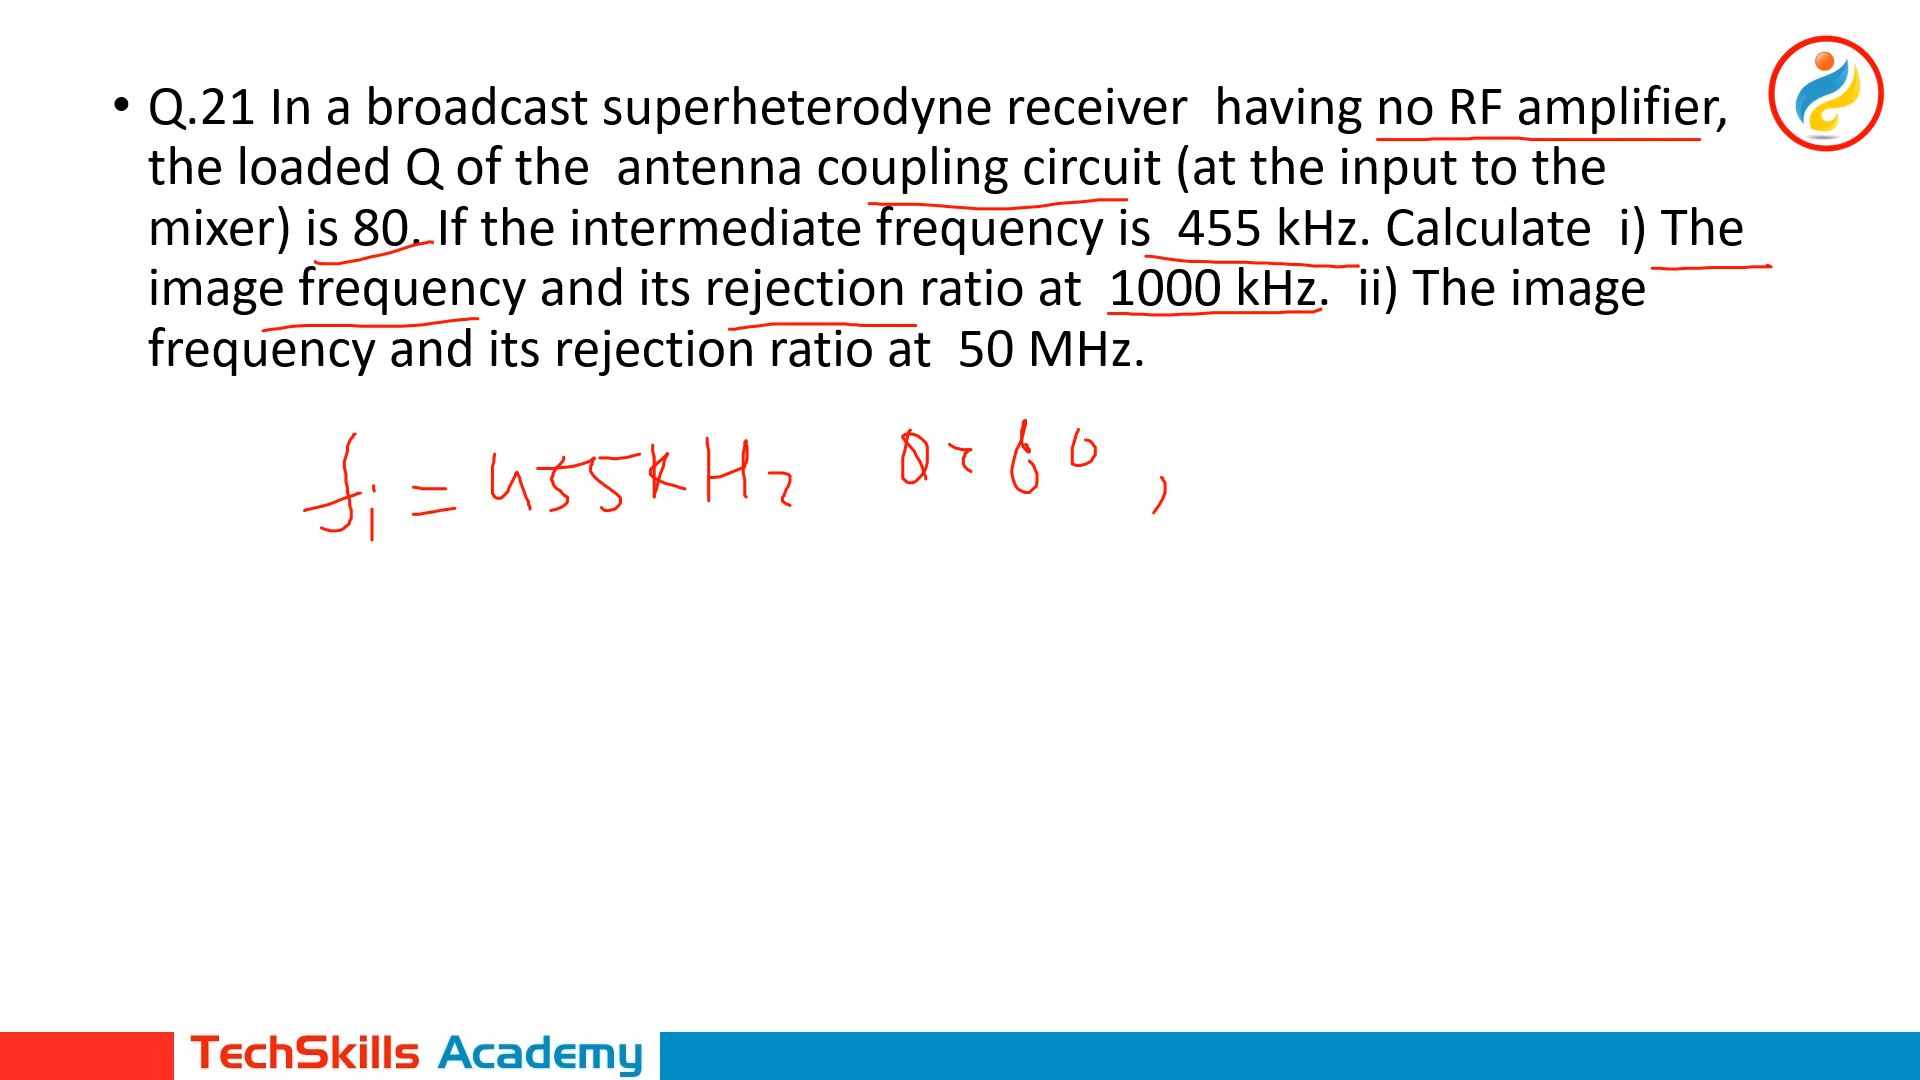 • Q.21 In a broadcast superheterodyne receiver having no RF amplifier,
the loaded Q of the antenna coupling circuit (at the input to the
mixer) is 80. If the intermediate frequency is 455 kHz. Calculate i) The
image frequency and its rejection ratio at 1000 kHz. ii) The image
frequency and its rejection ratio at 50 MHz.
fi = 455kHz Q = 80 ,
TechSkills Academy